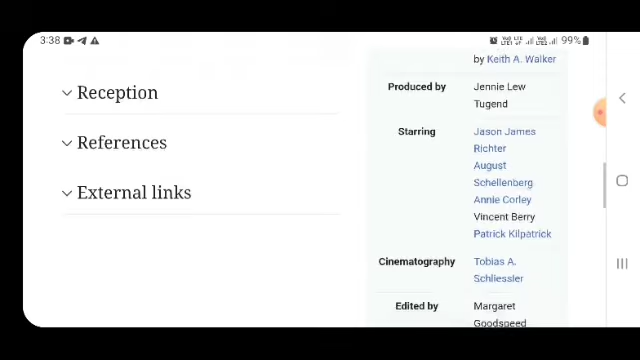 3:38
99%
by Keith A. Walker
Reception
Produced by
Jennie Lew
Tugend
References
Starring
Jason James
Richter
August
Schellenberg
Annie Corley
Vincent Berry
Patrick Kilpatrick
External links
Cinematography
Tobias A.
Schliessler
Edited by
Margaret
Goodspeed